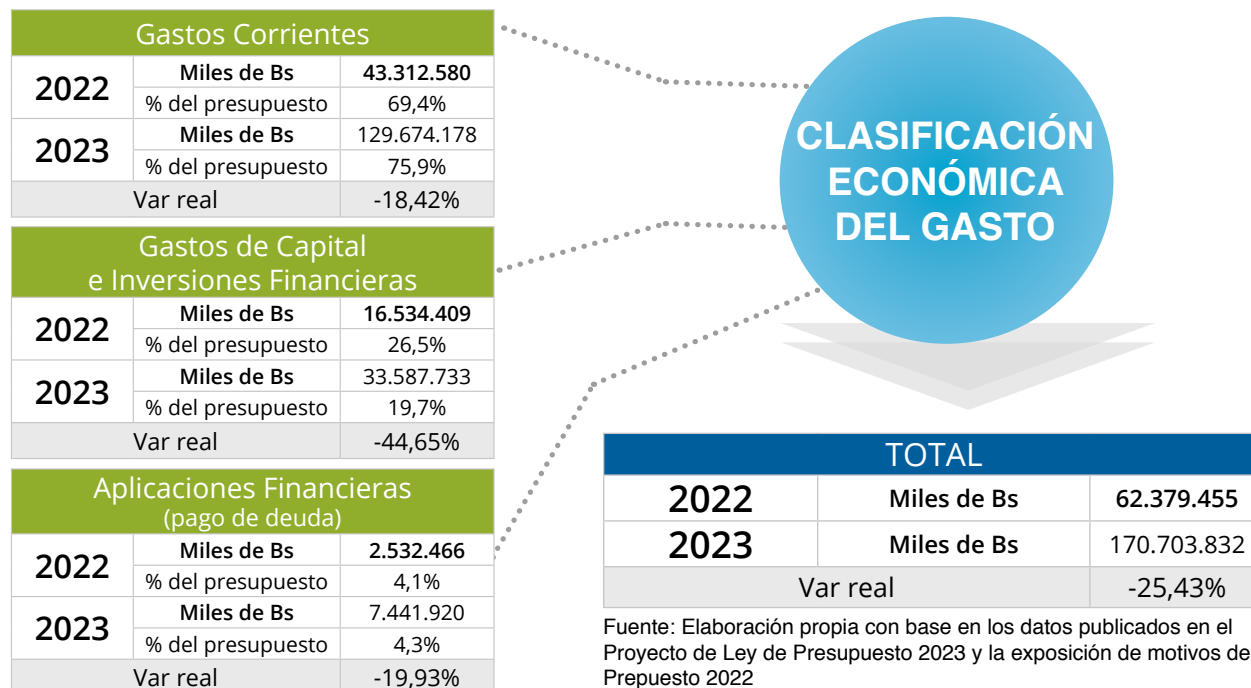 Gastos Corrientes
2022 Miles de Bs 43.312.580
% del presupuesto 69,4%
2023 Miles de Bs 129.674.178
% del presupuesto 75,9%
Var real -18,42%
Gastos de Capital
e Inversiones Financieras
2022 Miles de Bs 16.534.409
% del presupuesto 26,5%
2023 Miles de Bs 33.587.733
% del presupuesto 19,7%
Var real -44,65%
Aplicaciones Financieras
(pago de deuda)
2022 Miles de Bs 2.532.466
% del presupuesto 4,1%
2023 Miles de Bs 7.441.920
% del presupuesto 4,3%
Var real -19,93%
CLASIFICACIÓN
ECONÓMICA
DEL GASTO
TOTAL
2022 Miles de Bs 62.379.455
2023 Miles de Bs 170.703.832
Var real -25,43%
Fuente: Elaboración propia con base en los datos publicados en el
Proyecto de Ley de Presupuesto 2023 y la exposición de motivos de
Prepuesto 2022